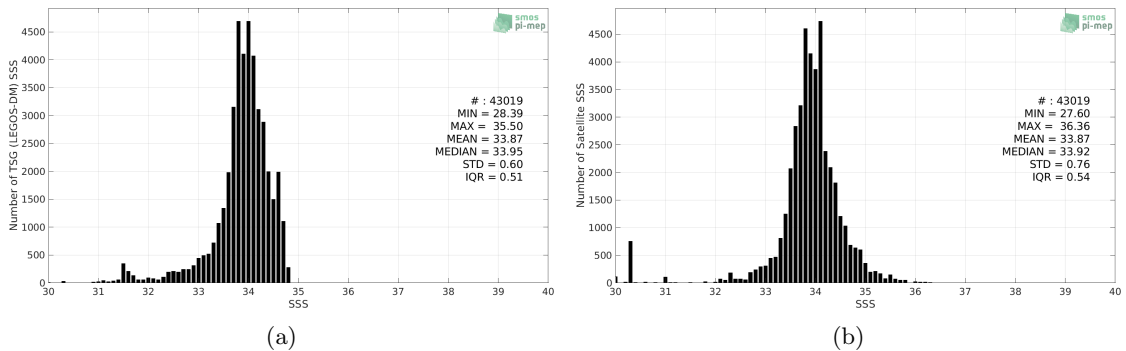 smos
pi-mep
Number of TSG (LEGOS-DM) SSS
4500
4000
3500
3000
2500
2000
1500
1000
500
0
# : 43019
MIN = 28.39
MAX = 35.50
MEAN = 33.87
MEDIAN = 33.95
STD = 0.60
IQR = 0.51
30 31 32 33 34 35 36 37 38 39 40
SSS
(a)
smos
pi-mep
Number of Satellite SSS
4500
4000
3500
3000
2500
2000
1500
1000
500
0
# : 43019
MIN = 27.60
MAX = 36.36
MEAN = 33.87
MEDIAN = 33.92
STD = 0.76
IQR = 0.54
30 31 32 33 34 35 36 37 38 39 40
SSS
(b)